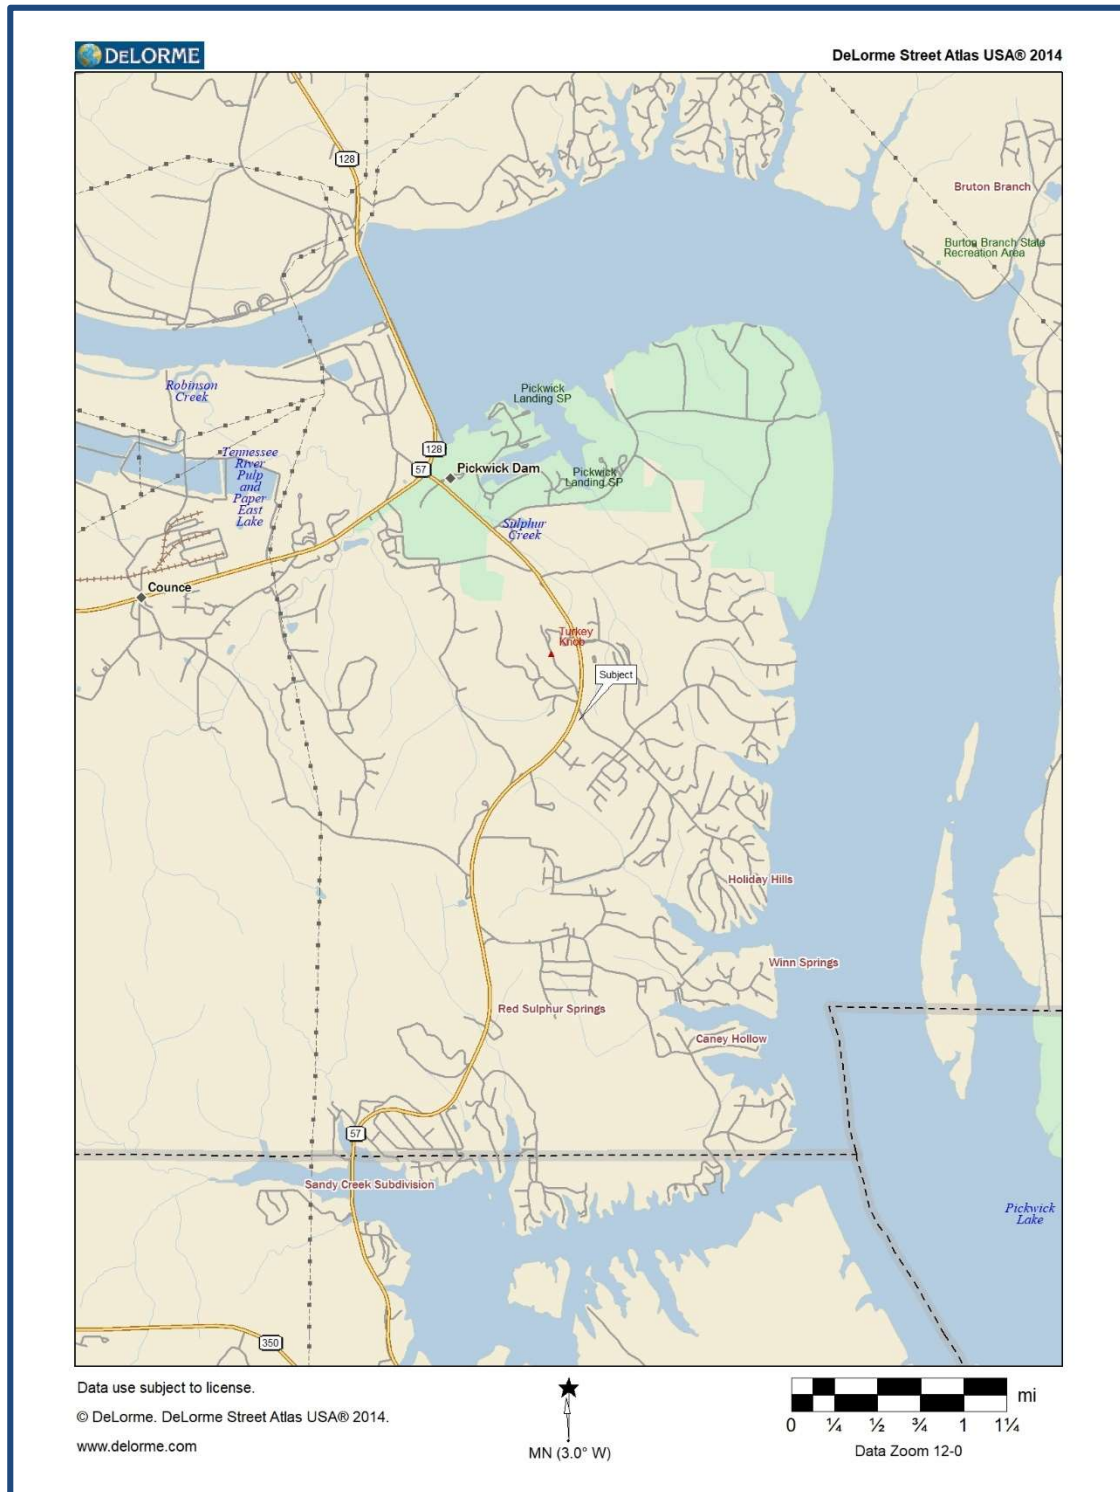 DELORME
DeLorme Street Atlas USA® 2014
128
Bruton Branch
Burton Branch State
Recreation Area
Robinson
Creek
Pickwick
Landing SP
128
57
Pickwick Dam
Tennessee
River
Pulp
and
Paper
East
Lake
Pickwick
Landing SP
Sulphur
Creek
Counce
Turkey
Knob
Subject
Holiday Hills
Winn Springs
Red Sulphur Springs
Caney Hollow
57
Sandy Creek Subdivision
Pickwick
Lake
350
Data use subject to license.
© DeLorme. DeLorme Street Atlas USA® 2014.
www.delorme.com
MN (3.0° W)
mi
0 ¼ ½ ¾ 1 1¼
Data Zoom 12-0